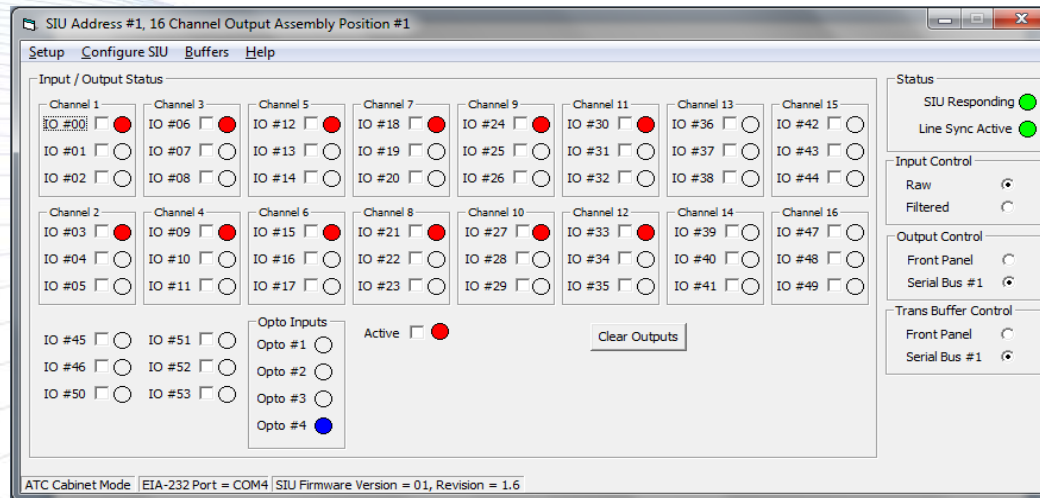 SIU Address #1, 16 Channel Output Assembly Position #1
Setup Configure SIU Buffers Help
Input / Output Status
Channel 1 Channel 3 Channel 5 Channel 7 Channel 9 Channel 11 Channel 13 Channel 15
IO #00 IO #06 IO #12 IO #18 IO #24 IO #30 IO #36 IO #42
IO #01 IO #07 IO #13 IO #19 IO #25 IO #31 IO #37 IO #43
IO #02 IO #08 IO #14 IO #20 IO #26 IO #32 IO #38 IO #44
Channel 2 Channel 4 Channel 6 Channel 8 Channel 10 Channel 12 Channel 14 Channel 16
IO #03 IO #09 IO #15 IO #21 IO #27 IO #33 IO #39 IO #47
IO #04 IO #10 IO #16 IO #22 IO #28 IO #34 IO #40 IO #48
IO #05 IO #11 IO #17 IO #23 IO #29 IO #35 IO #41 IO #49
IO #45 IO #51
IO #46 IO #52
IO #50 IO #53
Opto Inputs
Opto #1
Opto #2
Opto #3
Opto #4
Active
Clear Outputs
Status
SIU Responding
Line Sync Active
Input Control
Raw
Filtered
Output Control
Front Panel
Serial Bus #1
Trans Buffer Control
Front Panel
Serial Bus #1
ATC Cabinet Mode EIA-232 Port = COM4 SIU Firmware Version = 01, Revision = 1.6